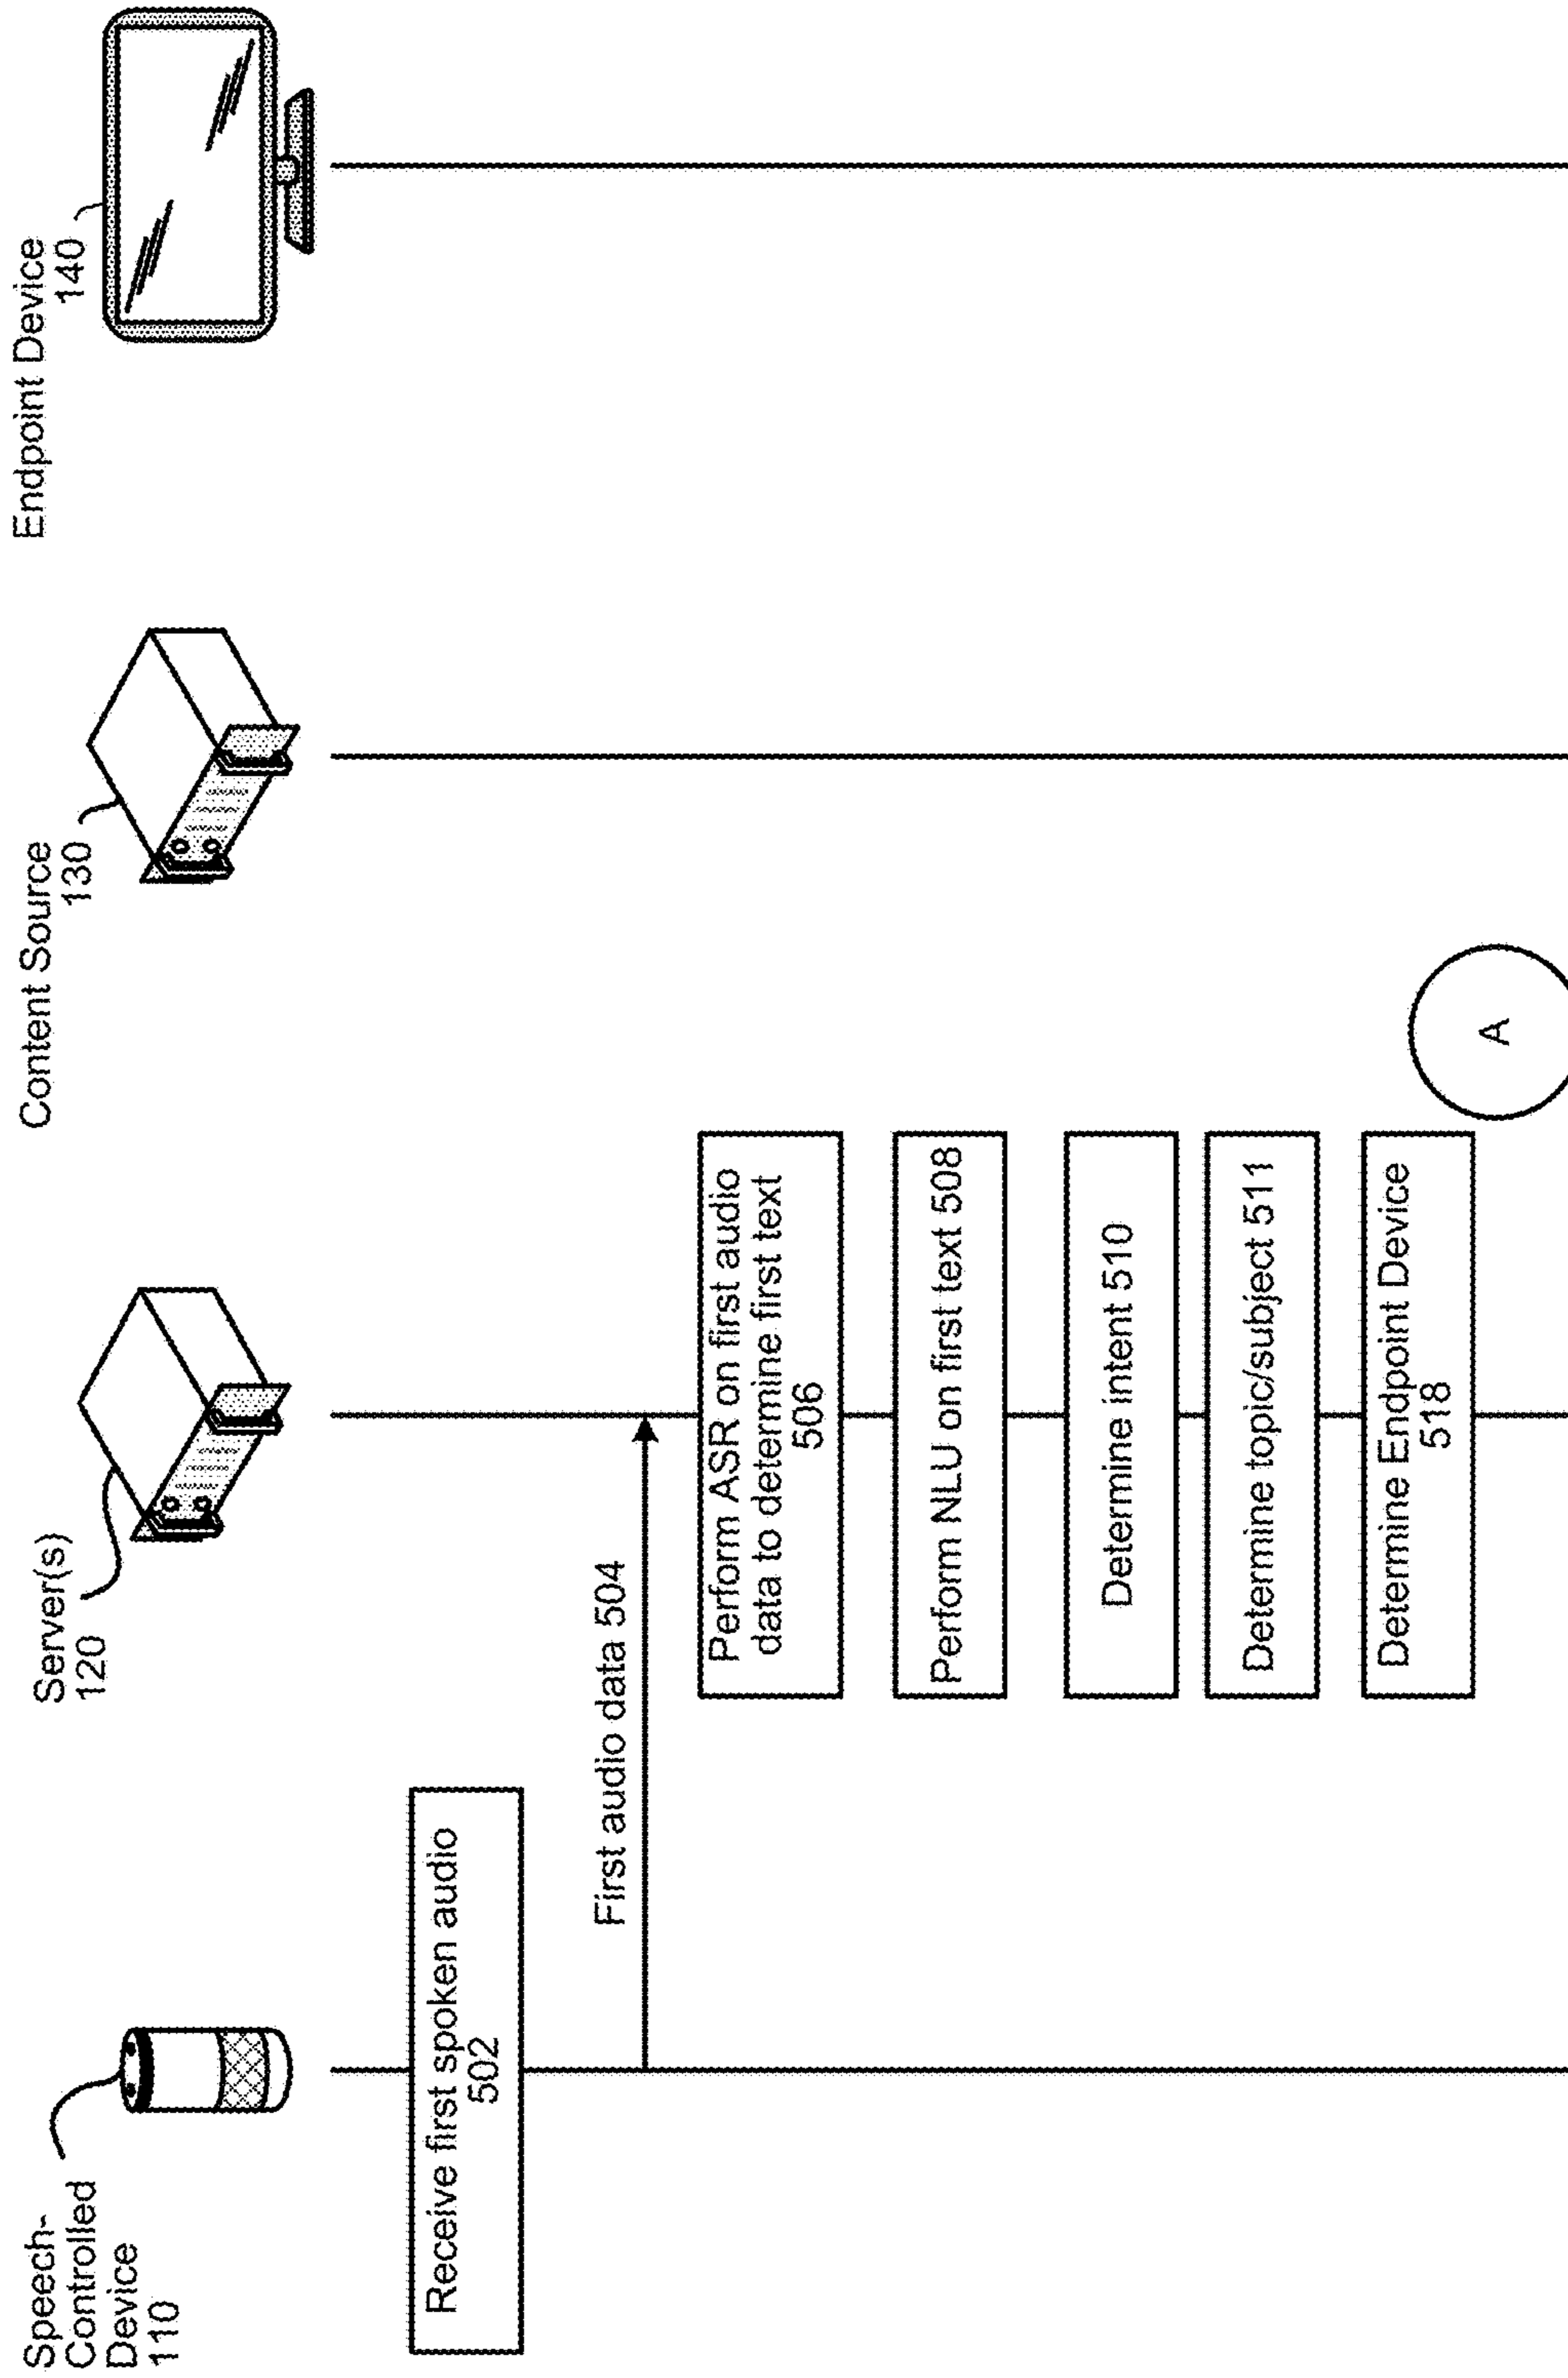 Speech-
Controlled
Device
110
Server(s)
120
Content Source
130
Endpoint Device
140
Receive first spoken audio
502
First audio data 504
Perform ASR on first audio
data to determine first text
506
Perform NLU on first text 508
Determine intent 510
Determine topic/subject 511
Determine Endpoint Device
518
A